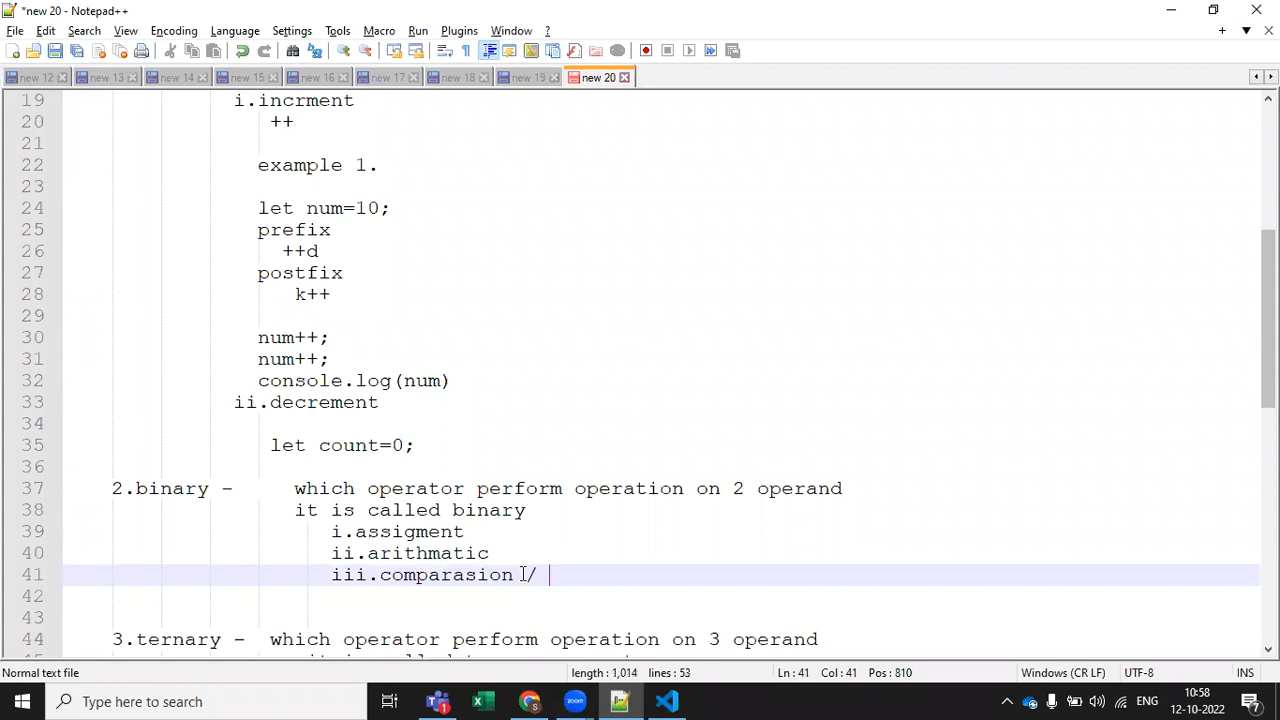 *new 20 - Notepad++
File Edit Search View Encoding Language Settings Tools Macro Run Plugins Window ?
new 12 new 13 new 14 new 15 new 16 new 17 new 18 new 19 new 20
19 i.incrment
20 ++
21
22 example 1.
23
24 let num=10;
25 prefix
26 ++d
27 postfix
28 k++
29
30 num++;
31 num++;
32 console.log(num)
33 ii.decrement
34
35 let count=0;
36
37 2.binary - which operator perform operation on 2 operand
38 it is called binary
39 i.assigment
40 ii.arithmatic
41 iii.comparasion /
42
43
44 3.ternary - which operator perform operation on 3 operand
Normal text file length : 1,014 lines : 53 Ln : 41 Col : 41 Pos : 810 Windows (CR LF) UTF-8 INS
Type here to search ENG 10:58
12-10-2022